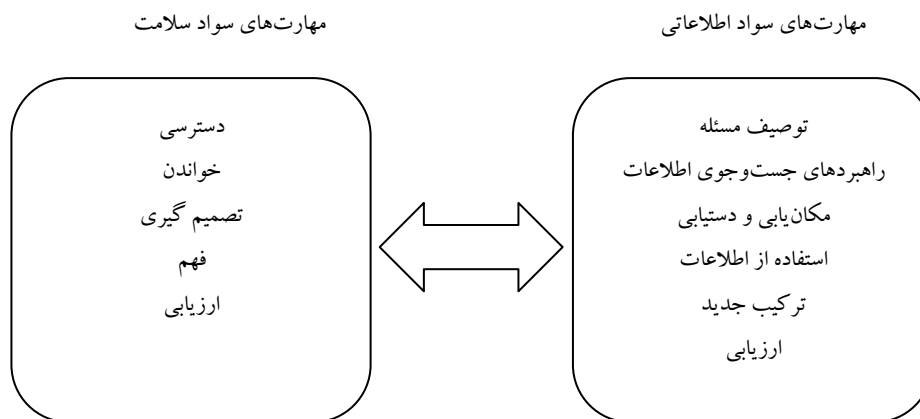 مهارت‌های سواد اطلاعاتی
توصیف مسئله
راهبردهای جست‌وجوی اطلاعات
مکان‌یابی و دستیابی
استفاده از اطلاعات
ترکیب جدید
ارزیابی
مهارت‌های سواد سلامت
دسترسی
خواندن
تصمیم گیری
فهم
ارزیابی